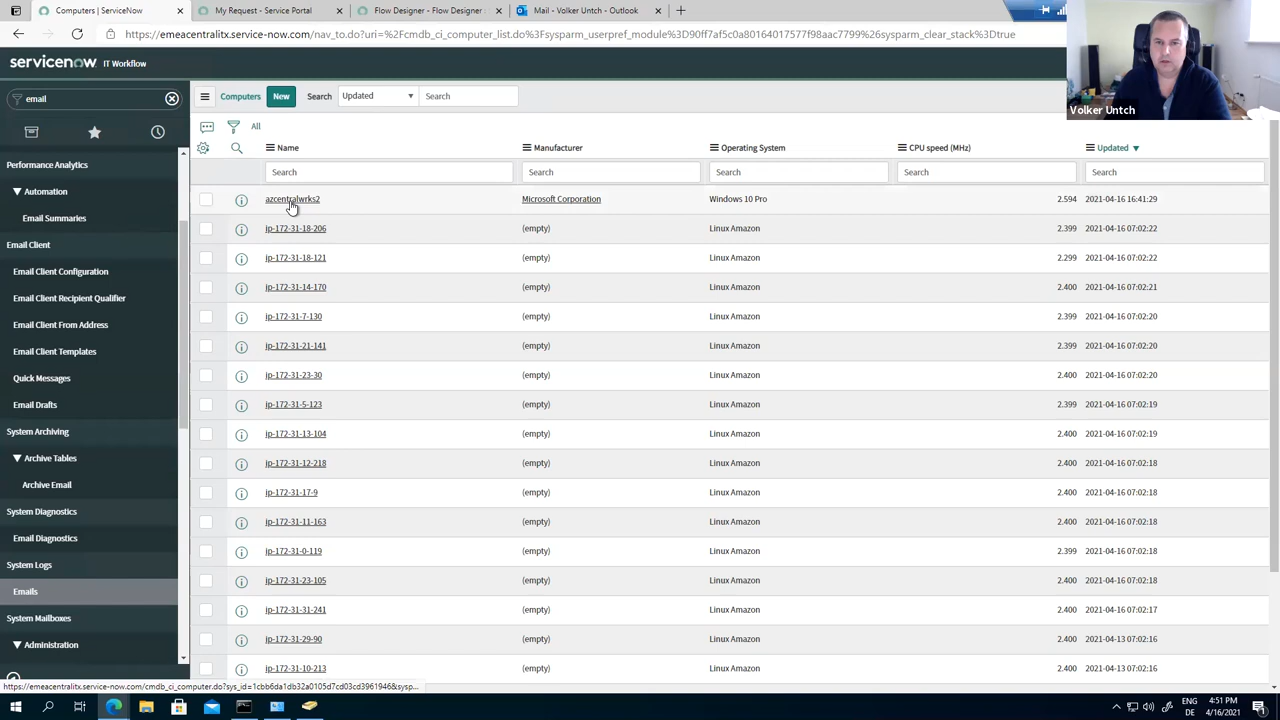 Computers | ServiceNow
My Request - Service Portal
Flow Designer - Flow Designer
Mail - Volker Untch - Outlook
https://emeacentralitx.service-now.com/nav_to.do?uri=%2Fcmdb_ci_computer_list.do%3Fsysparm_userpref_module%3D90ff7af5c0a80164017577f98aac7799%26sysparm_clear_stack%3Dtrue
servicenow IT Workflow
Volker Untch
email
Computers New Search Updated Search
All
Name Manufacturer Operating System CPU speed (MHz) Updated
Search Search Search Search Search
azcentralwrks2 Microsoft Corporation Windows 10 Pro 2.594 2021-04-16 16:41:29
ip-172-31-18-206 (empty) Linux Amazon 2.399 2021-04-16 07:02:22
ip-172-31-18-121 (empty) Linux Amazon 2.299 2021-04-16 07:02:22
ip-172-31-14-170 (empty) Linux Amazon 2.400 2021-04-16 07:02:21
ip-172-31-7-130 (empty) Linux Amazon 2.399 2021-04-16 07:02:20
ip-172-31-21-141 (empty) Linux Amazon 2.399 2021-04-16 07:02:20
ip-172-31-23-30 (empty) Linux Amazon 2.400 2021-04-16 07:02:20
ip-172-31-5-123 (empty) Linux Amazon 2.399 2021-04-16 07:02:19
ip-172-31-13-104 (empty) Linux Amazon 2.400 2021-04-16 07:02:19
ip-172-31-12-218 (empty) Linux Amazon 2.400 2021-04-16 07:02:18
ip-172-31-17-9 (empty) Linux Amazon 2.400 2021-04-16 07:02:18
ip-172-31-11-163 (empty) Linux Amazon 2.400 2021-04-16 07:02:18
ip-172-31-0-119 (empty) Linux Amazon 2.399 2021-04-16 07:02:18
ip-172-31-23-105 (empty) Linux Amazon 2.400 2021-04-16 07:02:18
ip-172-31-31-241 (empty) Linux Amazon 2.400 2021-04-16 07:02:17
ip-172-31-29-90 (empty) Linux Amazon 2.400 2021-04-13 07:02:16
ip-172-31-10-213 (empty) Linux Amazon 2.400 2021-04-13 07:02:16
Performance Analytics
Automation
Email Summaries
Email Client
Email Client Configuration
Email Client Recipient Qualifier
Email Client From Address
Email Client Templates
Quick Messages
Email Drafts
System Archiving
Archive Tables
Archive Email
System Diagnostics
Email Diagnostics
System Logs
Emails
System Mailboxes
Administration
https://emeacentralitx.service-now.com/cmdb_ci_computer.do?sys_id=1cbb6da1db32a0105d7cd03cd3961946&sysp...
ENG 4:51 PM
DE 4/16/2021